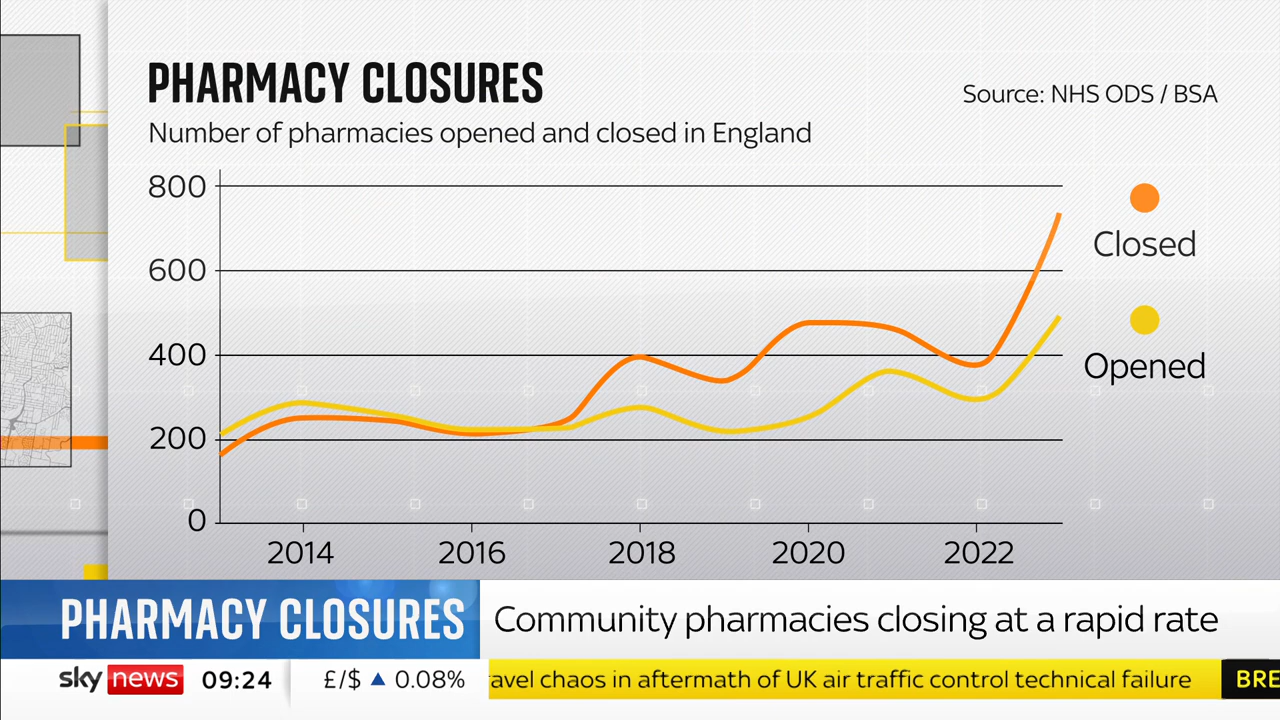 PHARMACY CLOSURES
Source: NHS ODS / BSA
Number of pharmacies opened and closed in England
800
600
400
200
0
2014 2016 2018 2020 2022
Closed
Opened
PHARMACY CLOSURES
Community pharmacies closing at a rapid rate
sky news 09:24 £/$ ▲ 0.08% avel chaos in aftermath of UK air traffic control technical failure BRE